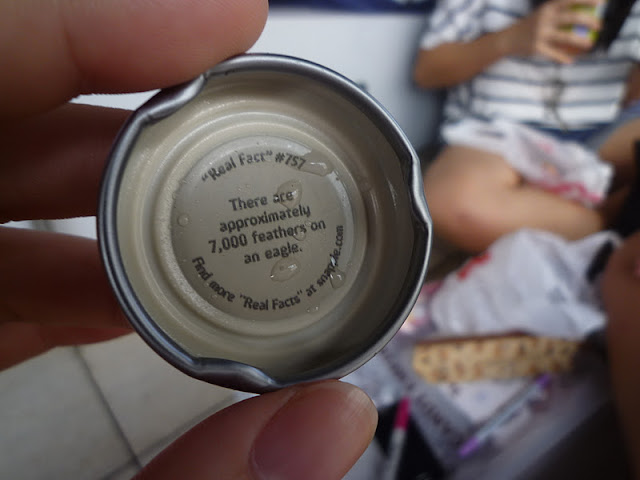 "Real Fact" #757
There are
approximately
7,000 feathers on
an eagle.
Find more "Real Facts" at snapple.com